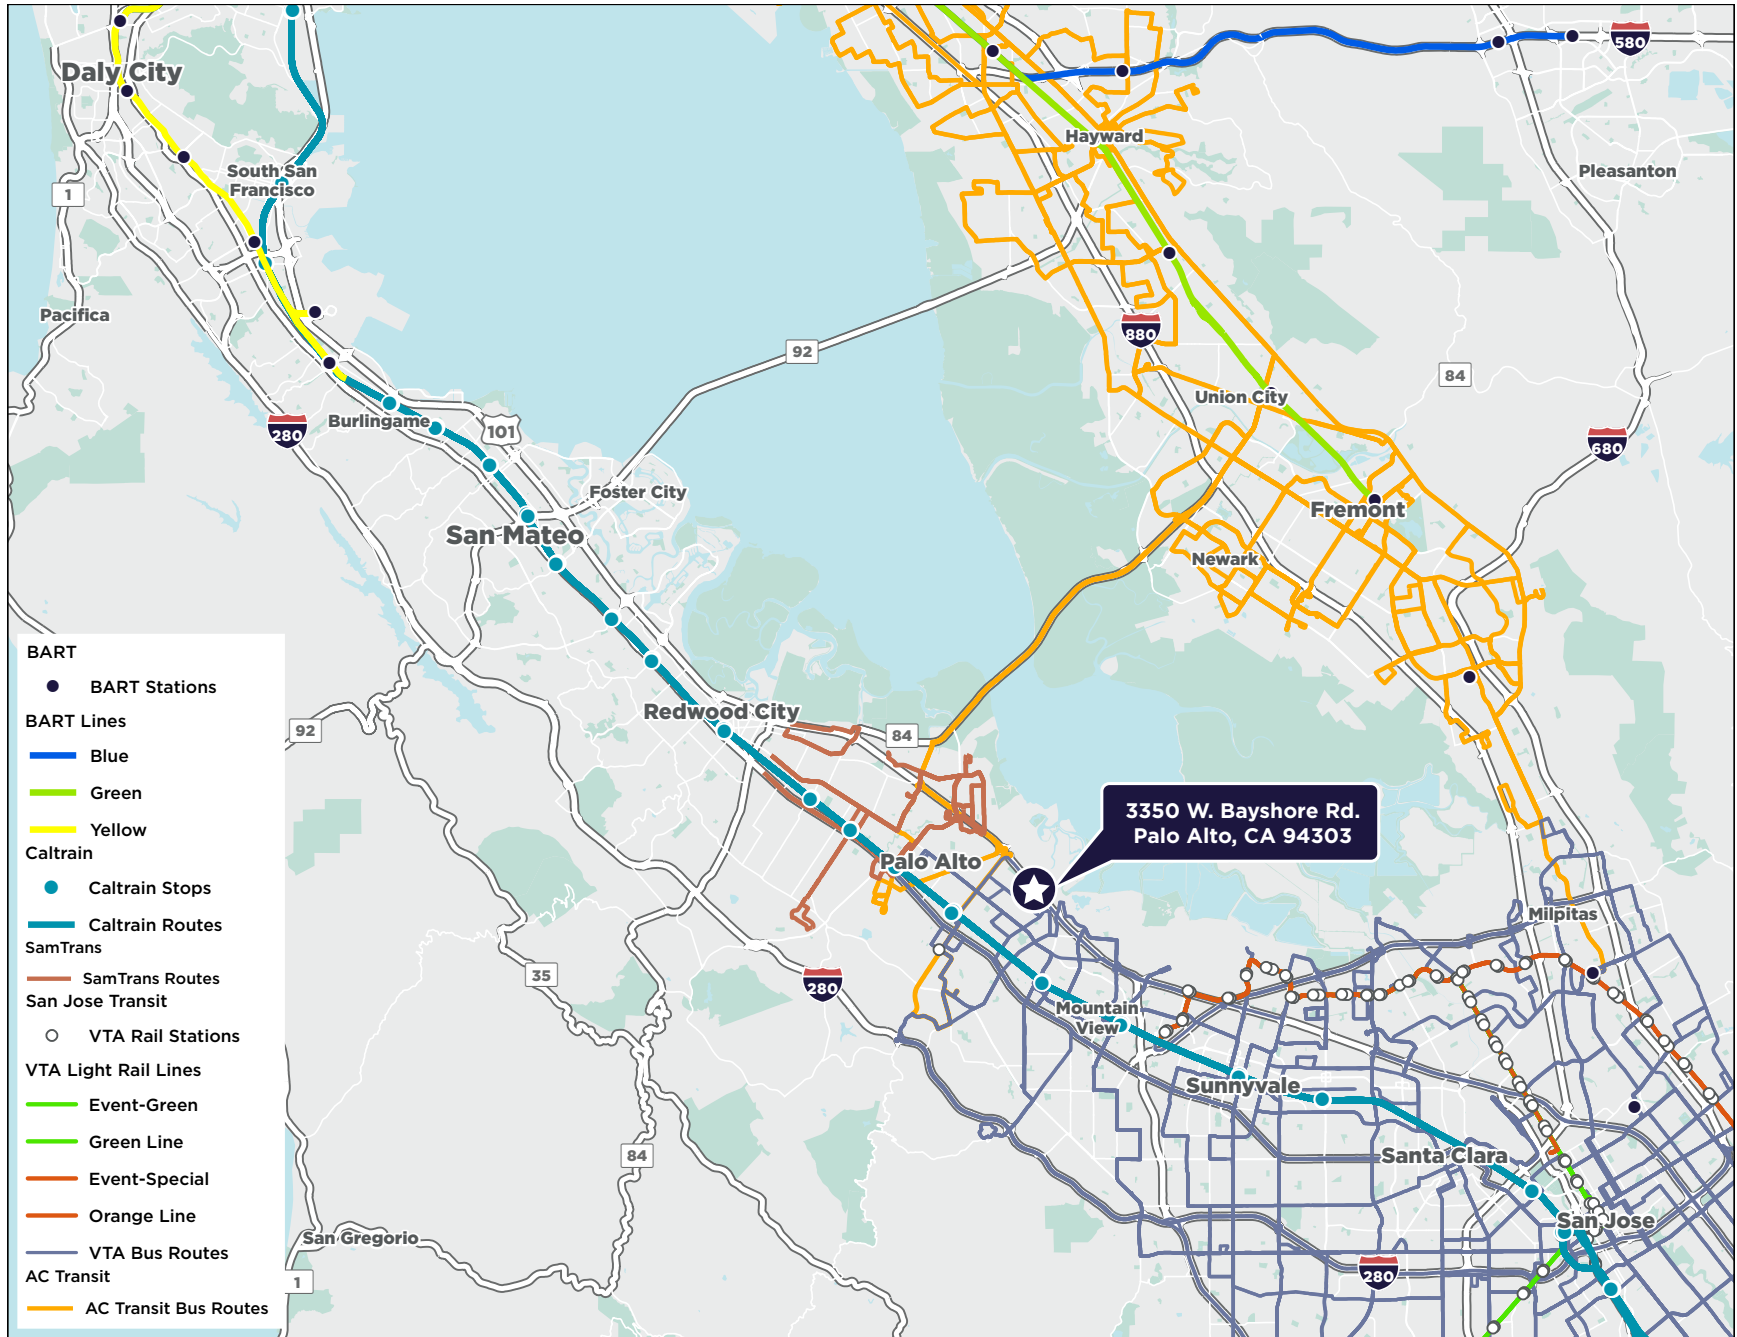 Daly City
580
Hayward
South San
Francisco
Pleasanton
1
Pacifica
880
92
84
Union City
Burlingame
101
280
680
Foster City
San Mateo
Fremont
Newark
BART
BART Stations
BART Lines
Blue
Green
Yellow
Caltrain
Caltrain Stops
Caltrain Routes
SamTrans
SamTrans Routes
San Jose Transit
VTA Rail Stations
VTA Light Rail Lines
Event-Green
Green Line
Event-Special
Orange Line
VTA Bus Routes
AC Transit
AC Transit Bus Routes
92
Redwood City
84
3350 W. Bayshore Rd.
Palo Alto, CA 94303
Palo Alto
Milpitas
35
280
Mountain
View
Sunnyvale
84
Santa Clara
San Gregorio
San Jose
1
280